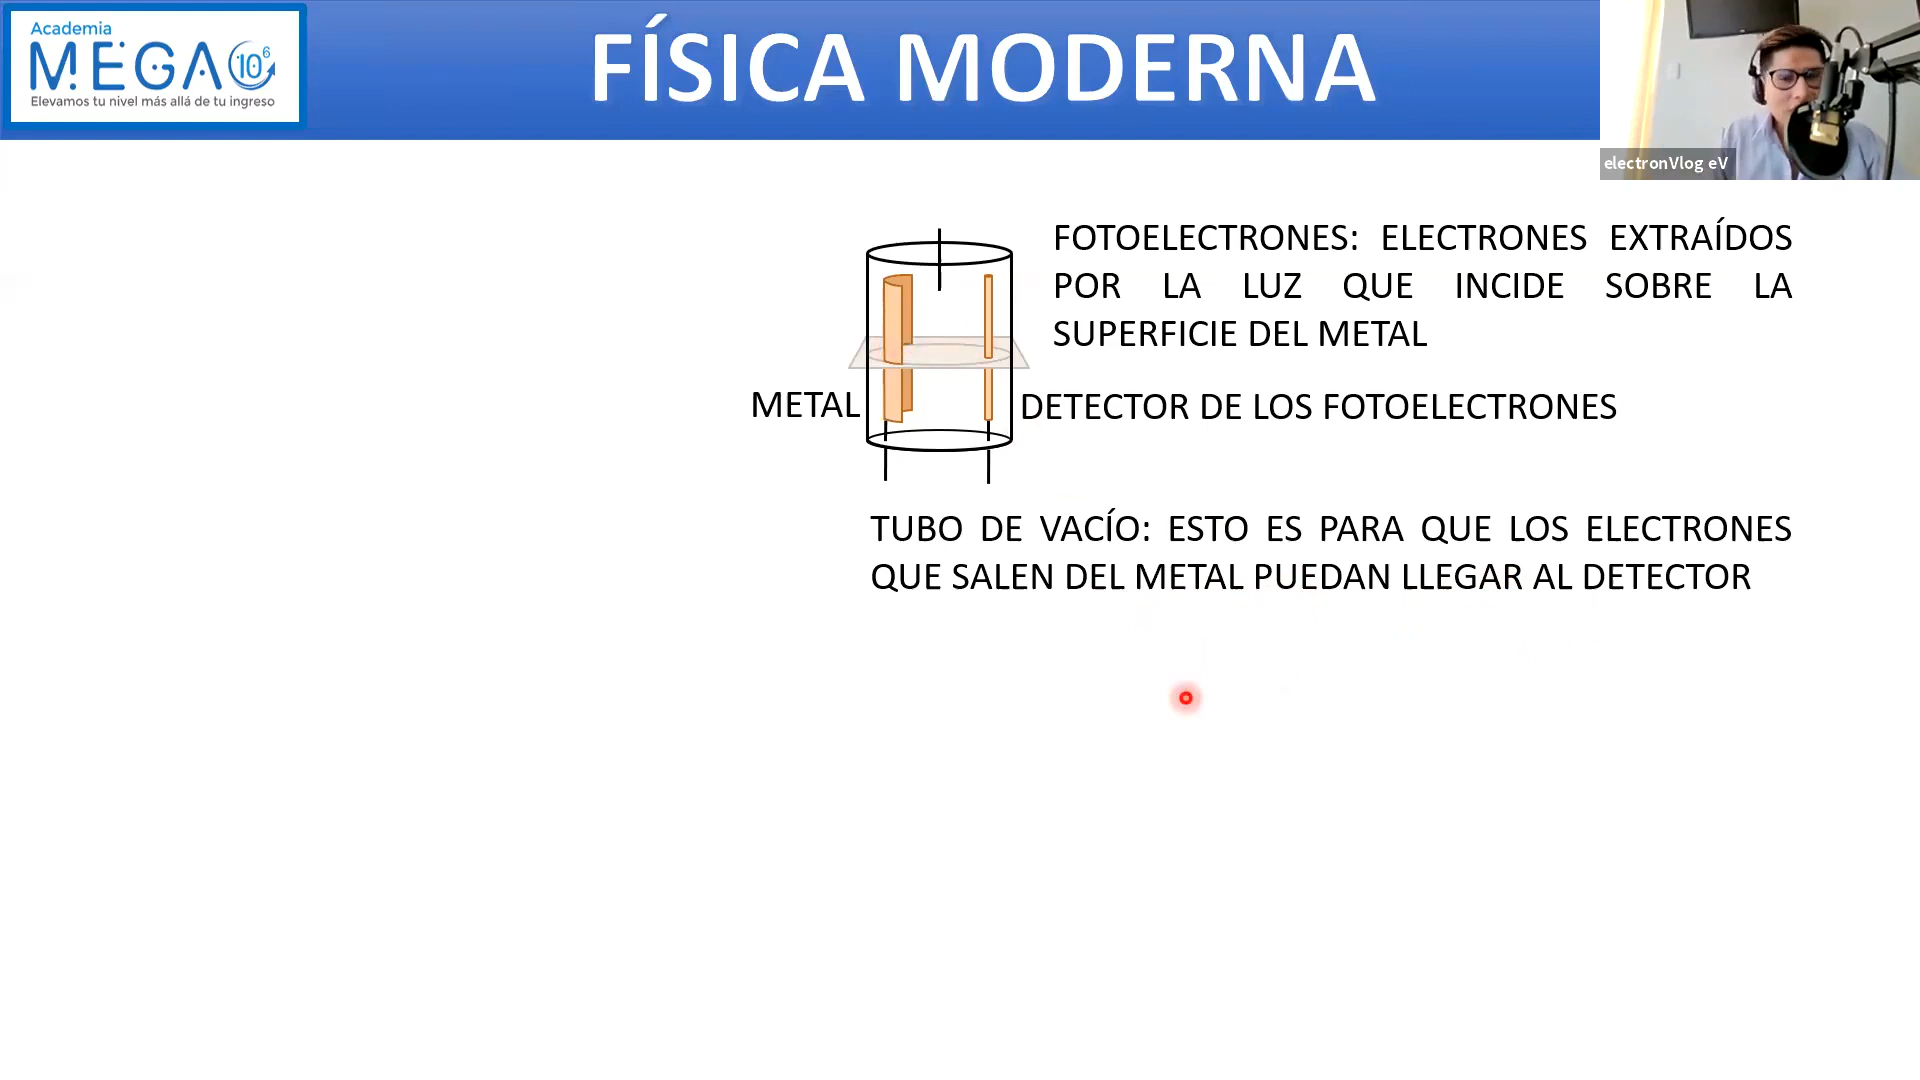 Academia
MEGA 10⁶
Elevamos tu nivel más allá de tu ingreso
FÍSICA MODERNA
electronVlog eV
FOTOELECTRONES: ELECTRONES EXTRAÍDOS
POR LA LUZ QUE INCIDE SOBRE LA
SUPERFICIE DEL METAL
METAL
DETECTOR DE LOS FOTOELECTRONES
TUBO DE VACÍO: ESTO ES PARA QUE LOS ELECTRONES
QUE SALEN DEL METAL PUEDAN LLEGAR AL DETECTOR